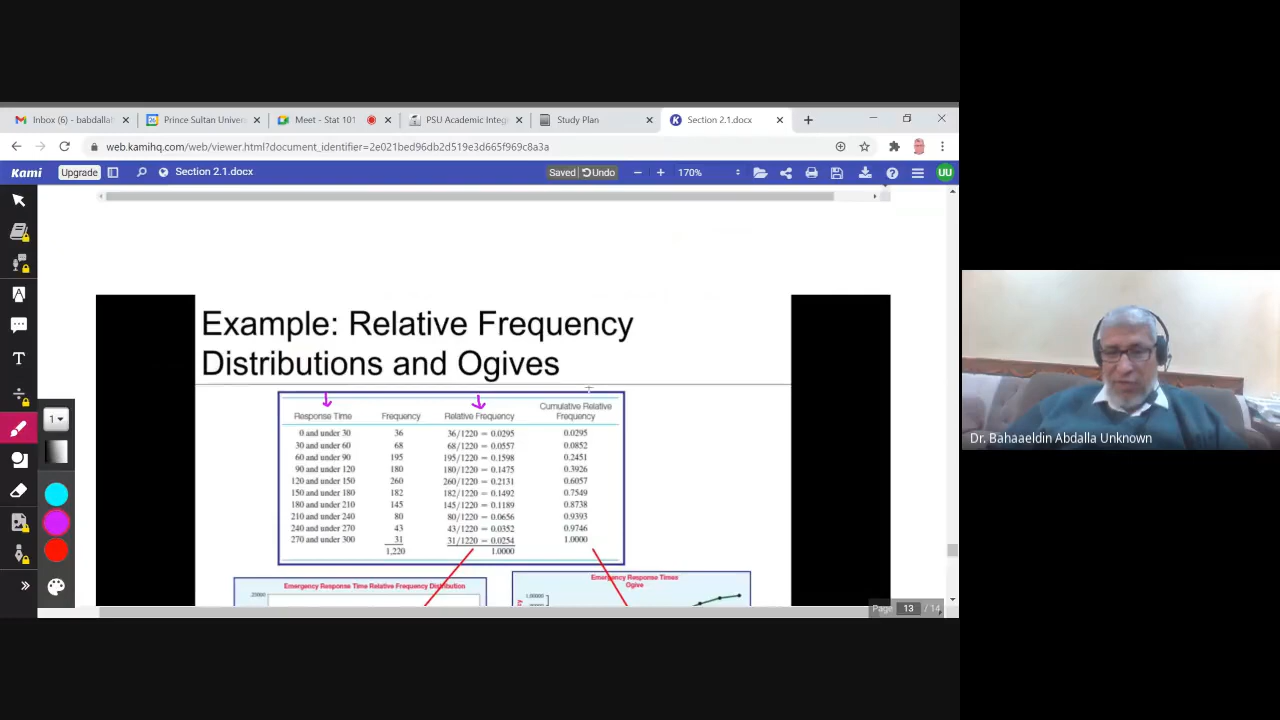 Inbox (6) - babdallah
Prince Sultan Univers
Meet - Stat 101
PSU Academic Integ
Study Plan
Section 2.1.docx
web.kamihq.com/web/viewer.html?document_identifier=2e021bed96db2d519e3d665f969c8a3a
Kami Upgrade Section 2.1.docx Saved Undo 170% UU
Example: Relative Frequency
Distributions and Ogives
Response Time Frequency Relative Frequency Cumulative Relative Frequency
0 and under 30 36 36/1220 = 0.0295 0.0295
30 and under 60 68 68/1220 = 0.0557 0.0852
60 and under 90 195 195/1220 = 0.1598 0.2451
90 and under 120 180 180/1220 = 0.1475 0.3926
120 and under 150 260 260/1220 = 0.2131 0.6057
150 and under 180 182 182/1220 = 0.1492 0.7549
180 and under 210 145 145/1220 = 0.1189 0.8738
210 and under 240 80 80/1220 = 0.0656 0.9393
240 and under 270 43 43/1220 = 0.0352 0.9746
270 and under 300 31 31/1220 = 0.0254 1.0000
1,220 1.0000
Emergency Response Time Relative Frequency Distribution
.25000
Emergency Response Times
Ogive
1.00000
Page 13 / 14
1
T
Dr. Bahaaeldin Abdalla Unknown